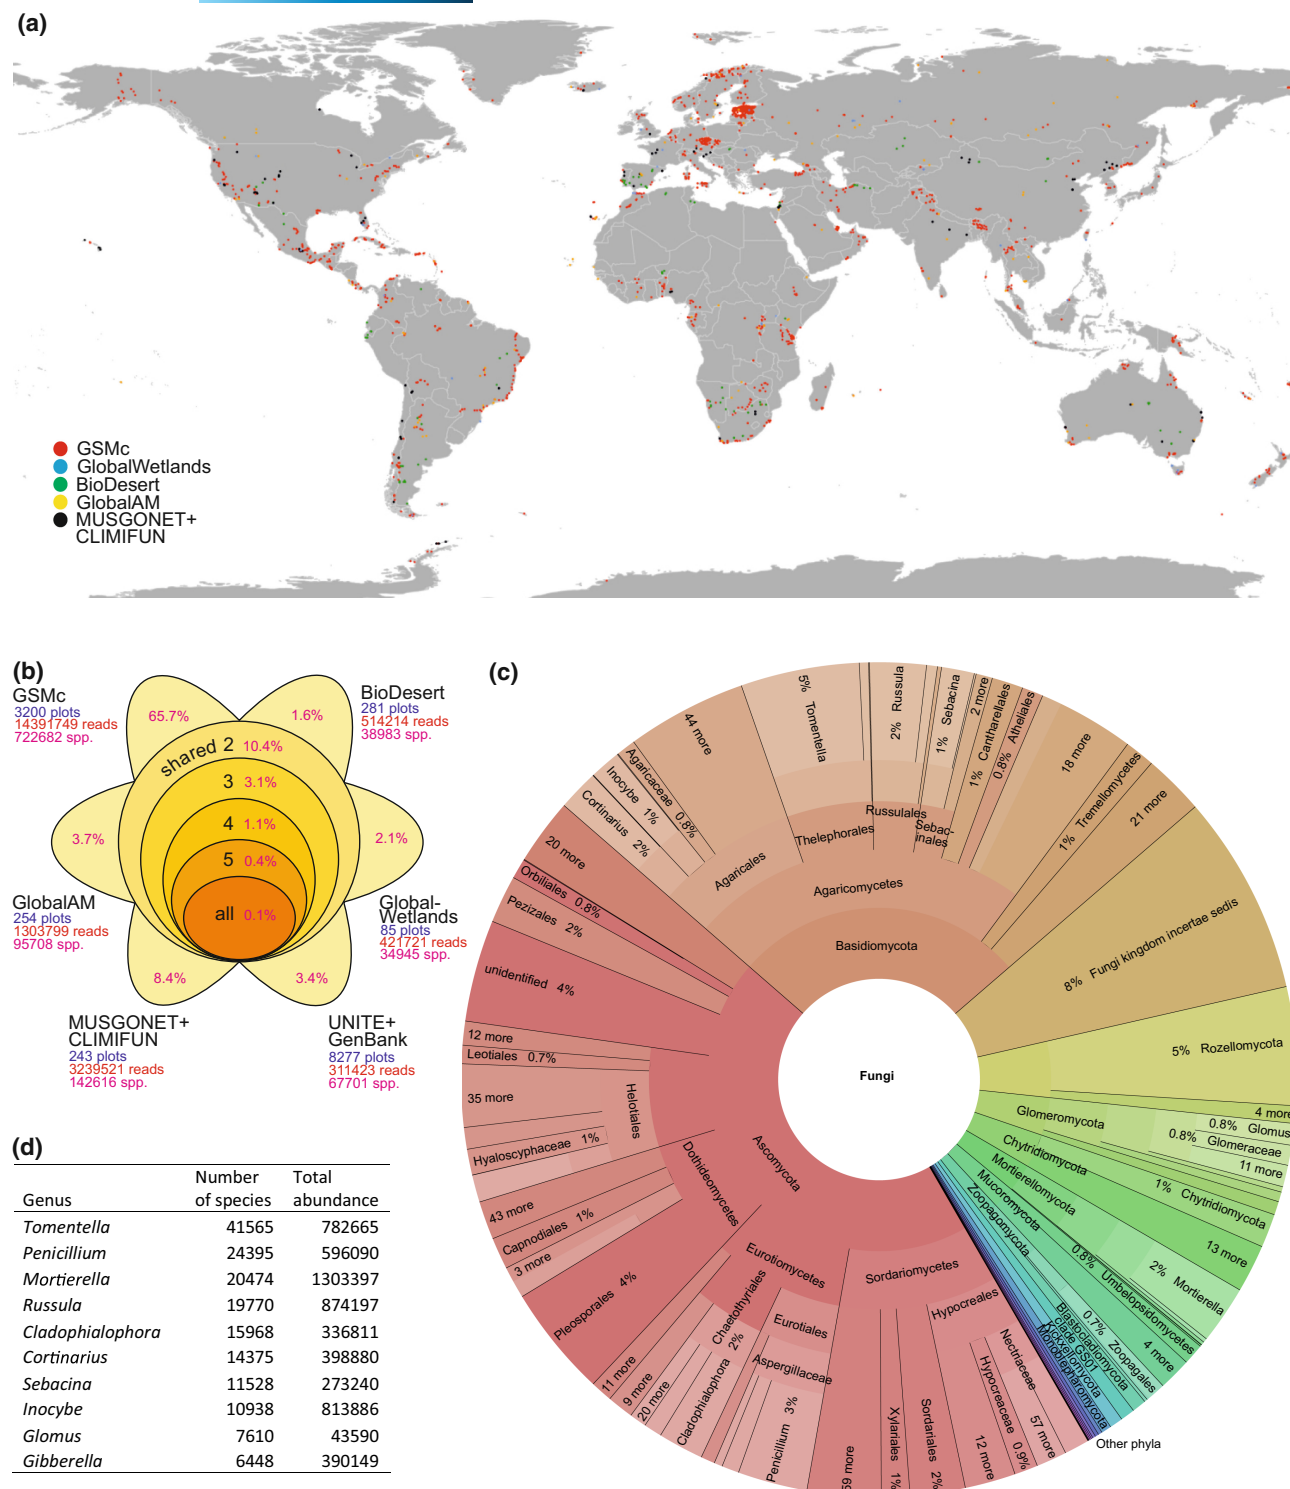 (a)
GSMc
GlobalWetlands
BioDesert
GlobalAM
MUSGONET+
CLIMIFUN
(b)
GSMc
3200 plots
14391749 reads
722682 spp.
65.7%
1.6%
BioDesert
281 plots
514214 reads
38983 spp.
shared 2 10.4%
3 3.1%
4 1.1%
5 0.4%
all 0.1%
3.7%
2.1%
GlobalAM
254 plots
1303799 reads
95708 spp.
Global-
Wetlands
85 plots
421721 reads
34945 spp.
8.4%
3.4%
MUSGONET+
CLIMIFUN
243 plots
3239521 reads
142616 spp.
UNITE+
GenBank
8277 plots
311423 reads
67701 spp.
(c)
Fungi
Basidiomycota
Agaricomycetes
Agaricales
Thelephorales
Russulales
Sebac-
inales
20 more
Cortinarius 2%
Inocybe 1%
Agaricaceae 0.8%
44 more
5% Tomentella
2% Russula
1% Sebacina
2 more
1% Cantharellales
0.8% Atheliales
18 more
1% Tremellomycetes
21 more
8% Fungi kingdom incertae sedis
5% Rozellomycota
4 more
Glomeromycota
0.8% Glomus
0.8% Glomeraceae
11 more
Chytridiomycota
1% Chytridiomycota
13 more
Mortierellomycota
2% Mortierella
Mucoromycota
0.8% Umbelopsidomycetes
4 more
Zoopagomycota
0.7% Zoopagales
Blastocladiomycota
clade GS01
Kickxellomycota
Monoblepharomycota
Other phyla
Ascomycota
Orbiliales 0.8%
Pezizales 2%
unidentified 4%
12 more
Leotiales 0.7%
35 more
Helotiales
Hyaloscyphaceae 1%
43 more
Dothideomycetes
Capnodiales 1%
3 more
Pleosporales 4%
11 more
9 more
Eurotiomycetes
Chaetothyriales
20 more
Cladophialophora 2%
Eurotiales
Aspergillaceae
Penicillium 3%
Sordariomycetes
59 more
Xylariales 1%
Sordariales 2%
Hypocreales
12 more
Hypocreaceae 0.9%
Nectriaceae
57 more
(d)
Genus Number of species Total abundance
Tomentella 41565 782665
Penicillium 24395 596090
Mortierella 20474 1303397
Russula 19770 874197
Cladophialophora 15968 336811
Cortinarius 14375 398880
Sebacina 11528 273240
Inocybe 10938 813886
Glomus 7610 43590
Gibberella 6448 390149